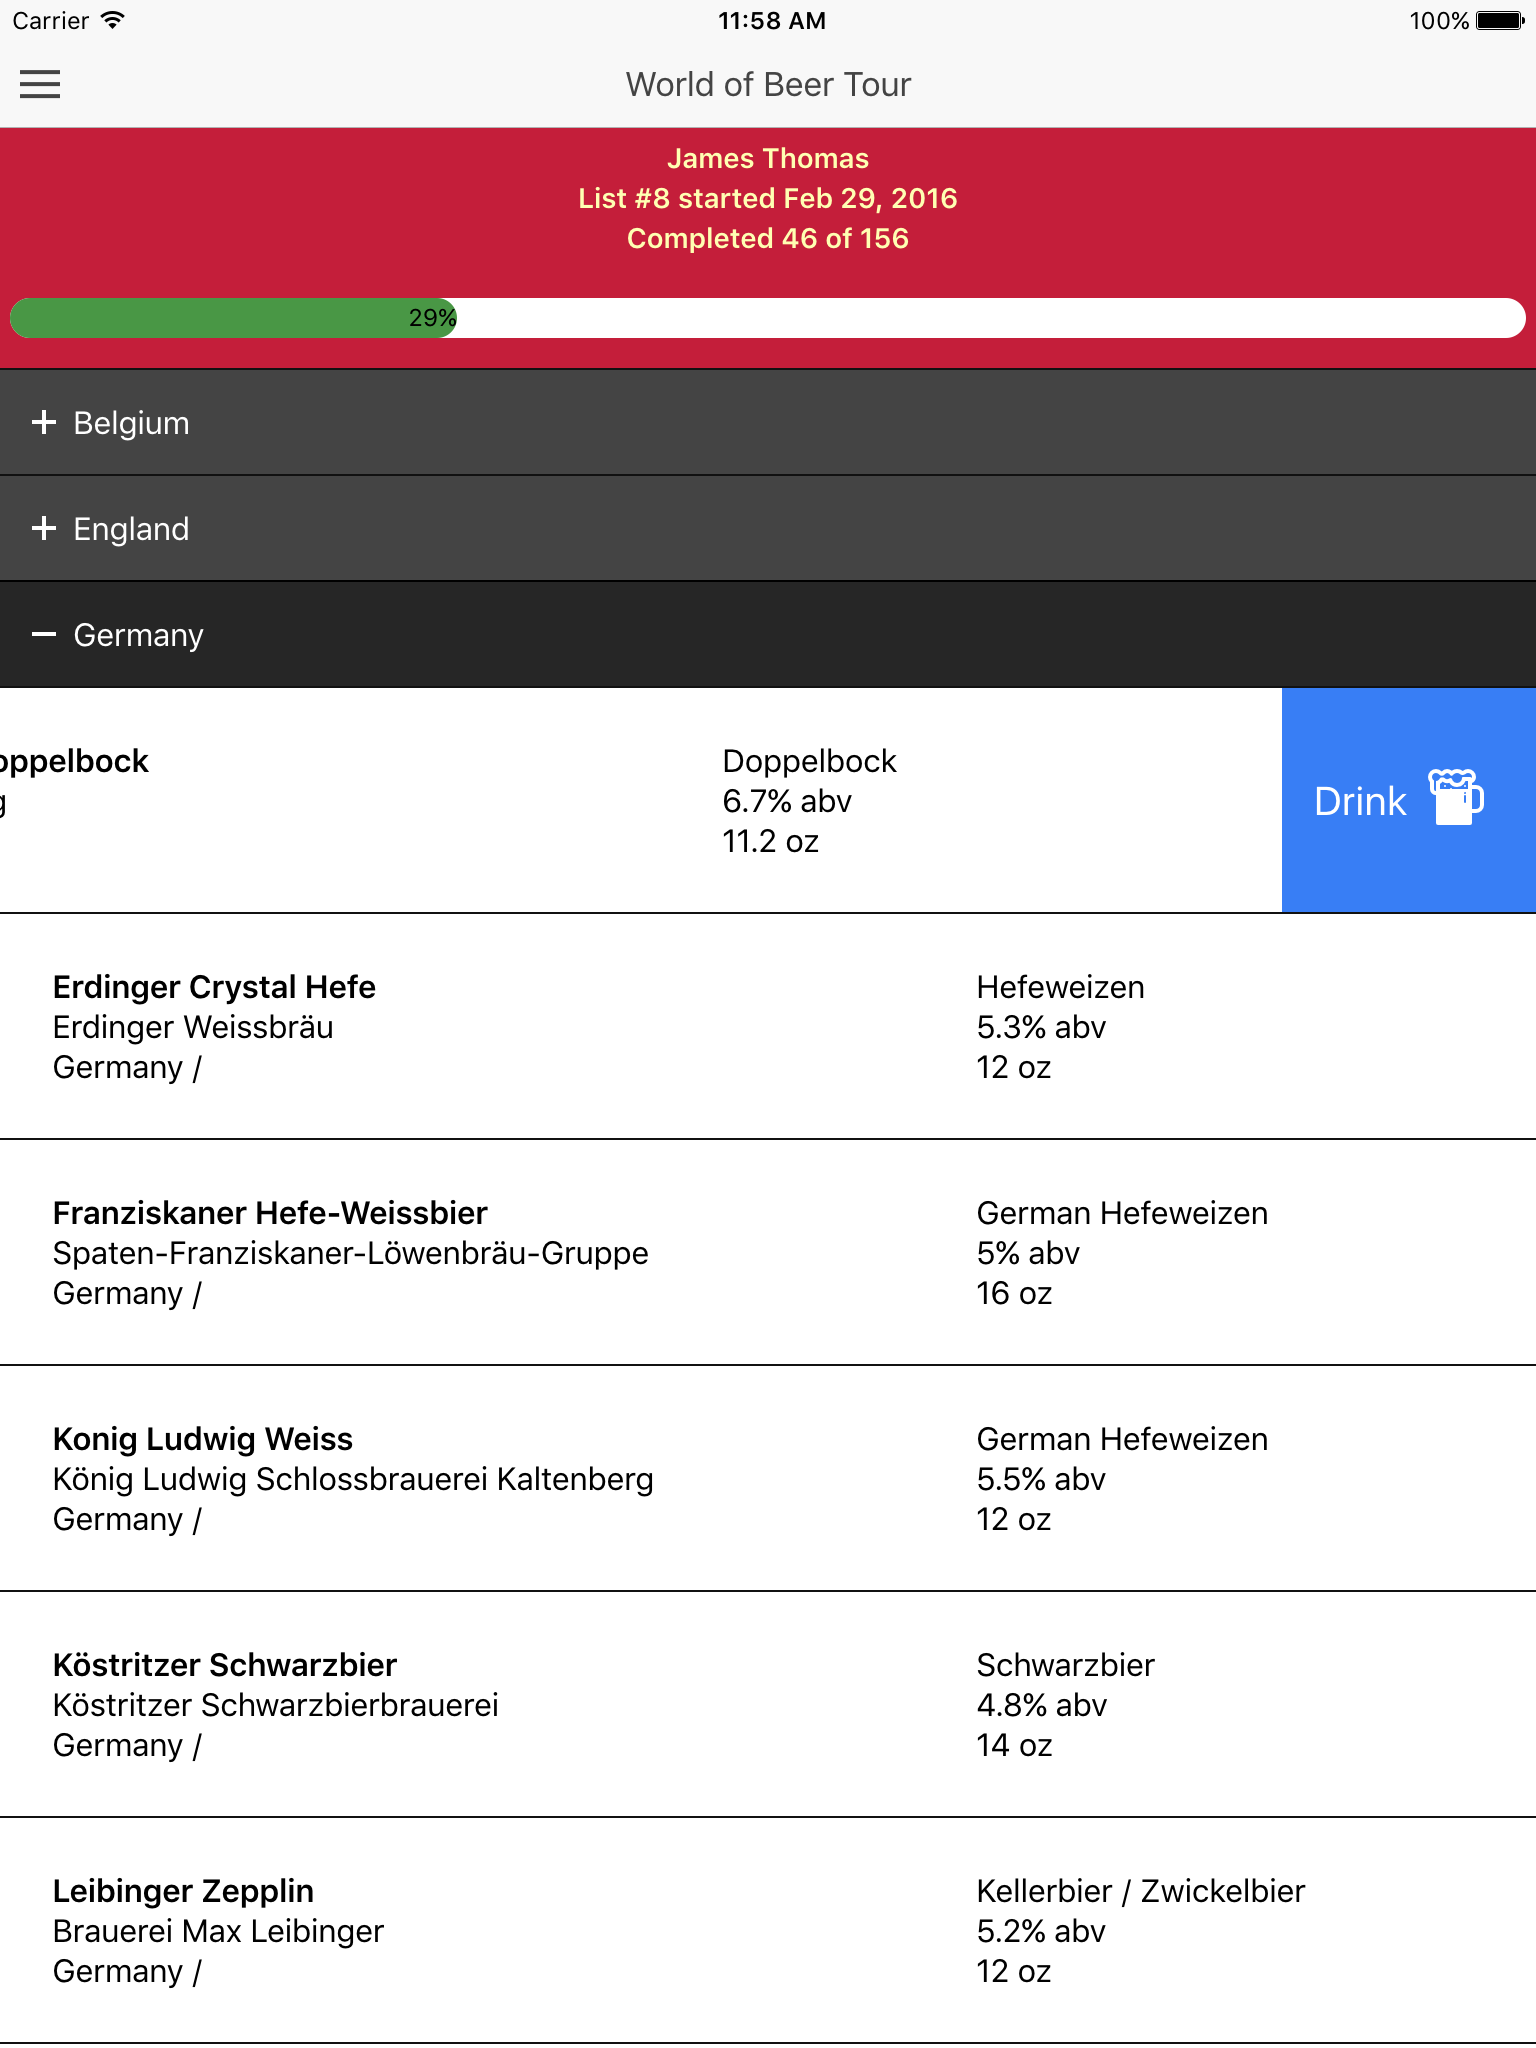 Carrier 11:58 AM 100%
World of Beer Tour
James Thomas
List #8 started Feb 29, 2016
Completed 46 of 156
29%
+ Belgium
+ England
− Germany
oppelbock
g
Doppelbock
6.7% abv
11.2 oz
Drink
Erdinger Crystal Hefe
Erdinger Weissbräu
Germany /
Hefeweizen
5.3% abv
12 oz
Franziskaner Hefe-Weissbier
Spaten-Franziskaner-Löwenbräu-Gruppe
Germany /
German Hefeweizen
5% abv
16 oz
Konig Ludwig Weiss
König Ludwig Schlossbrauerei Kaltenberg
Germany /
German Hefeweizen
5.5% abv
12 oz
Köstritzer Schwarzbier
Köstritzer Schwarzbierbrauerei
Germany /
Schwarzbier
4.8% abv
14 oz
Leibinger Zepplin
Brauerei Max Leibinger
Germany /
Kellerbier / Zwickelbier
5.2% abv
12 oz